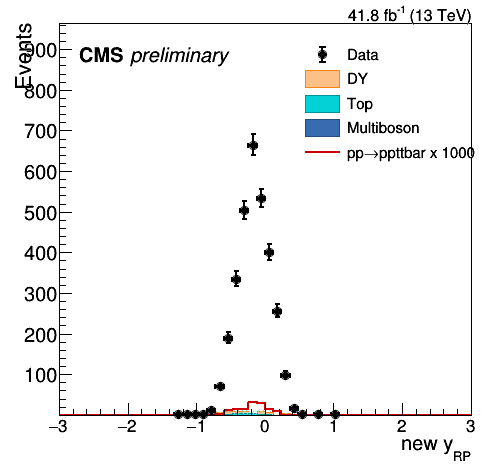 41.8 fb⁻¹ (13 TeV)
Events
CMS preliminary
Data
DY
Top
Multiboson
pp→ppttbar x 1000
900
800
700
600
500
400
300
200
100
−3 −2 −1 0 1 2 3
new y_RP